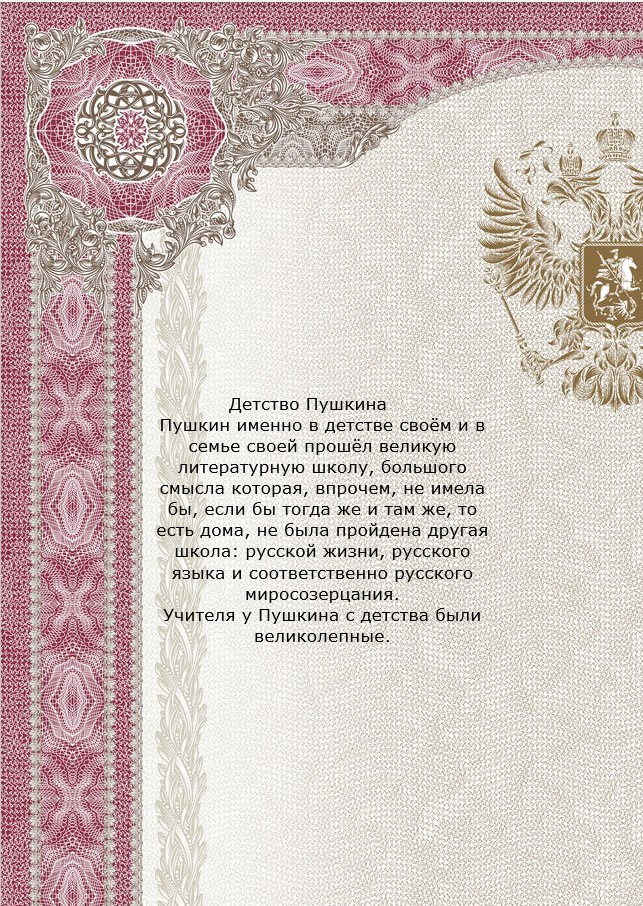 Детство Пушкина
Пушкин именно в детстве своём и в
семье своей прошёл великую
литературную школу, большого
смысла которая, впрочем, не имела
бы, если бы тогда же и там же, то
есть дома, не была пройдена другая
школа: русской жизни, русского
языка и соответственно русского
миросозерцания.
Учителя у Пушкина с детства были
великолепные.